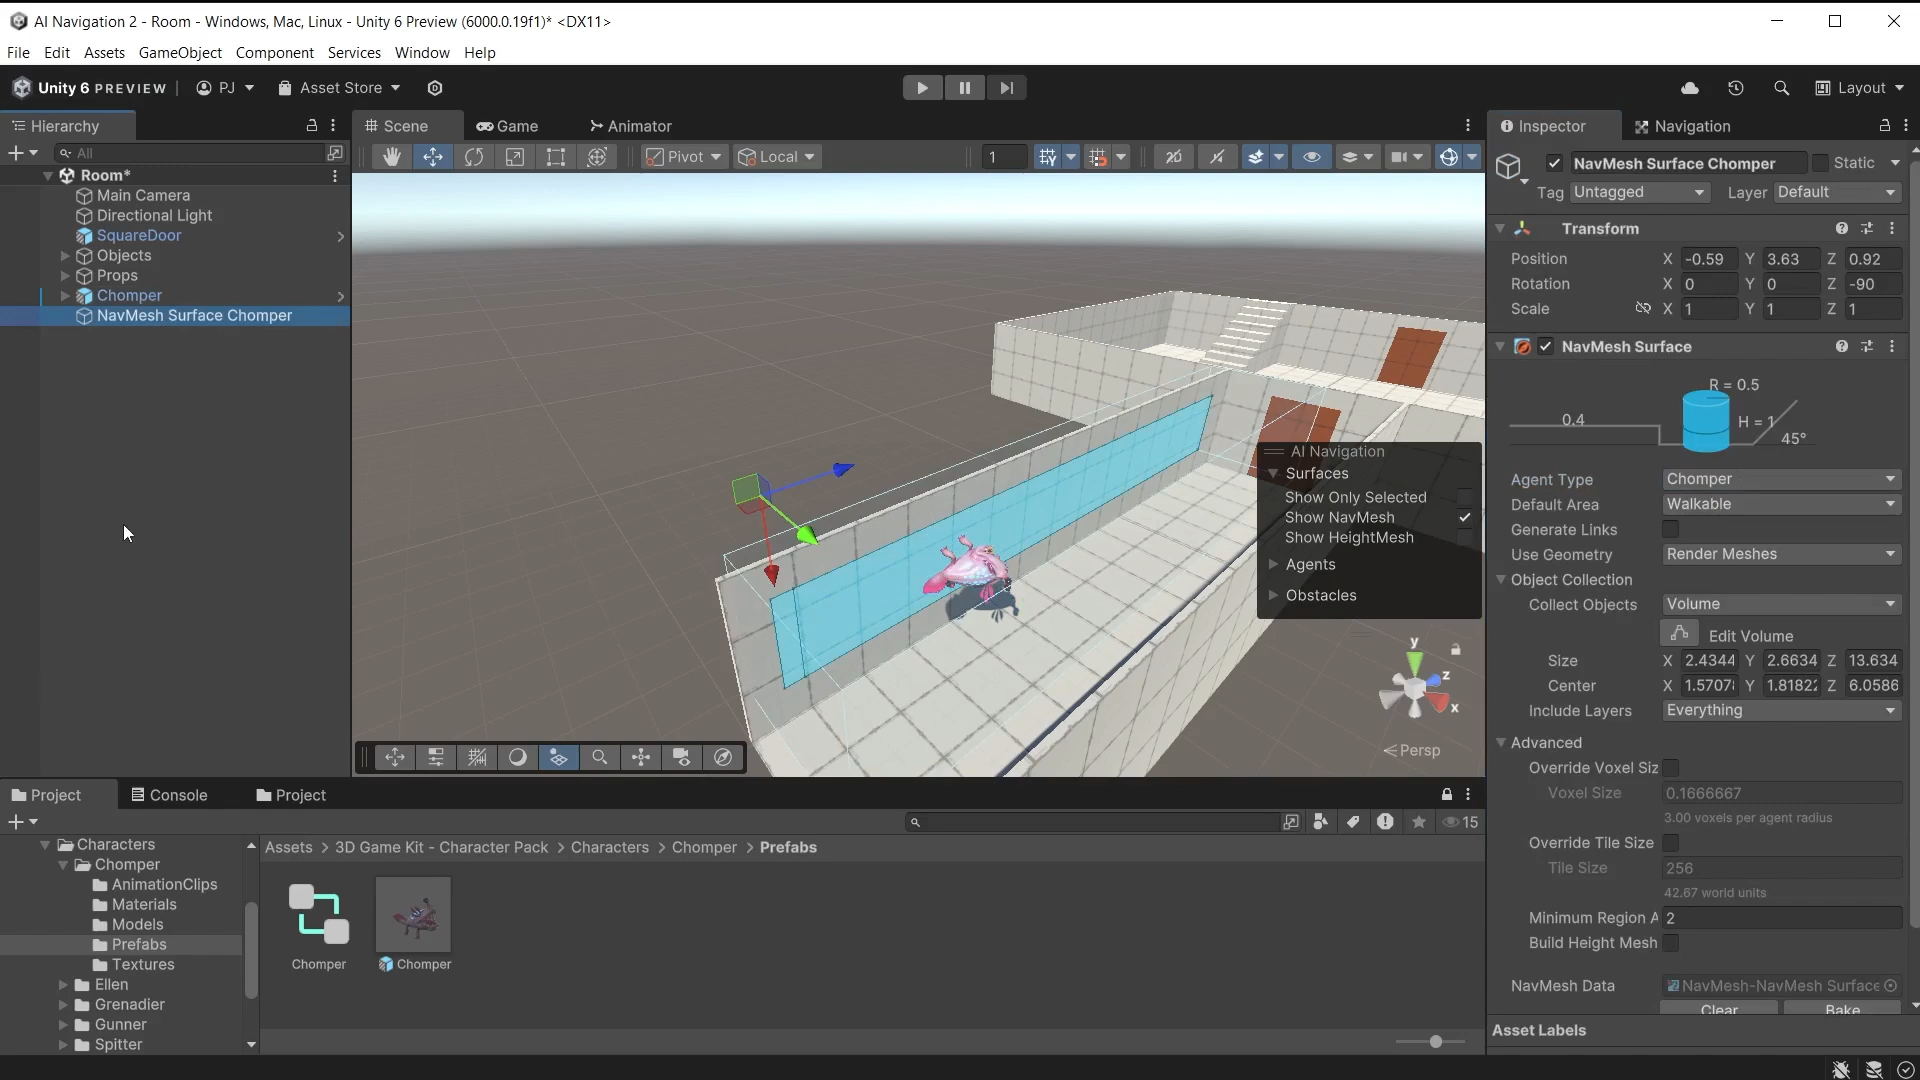 AI Navigation 2 - Room - Windows, Mac, Linux - Unity 6 Preview (6000.0.19f1)* <DX11>
File Edit Assets GameObject Component Services Window Help
Unity 6 PREVIEW PJ Asset Store Layout
Hierarchy
All
Room*
Main Camera
Directional Light
SquareDoor
Objects
Props
Chomper
NavMesh Surface Chomper
Scene Game Animator
Pivot Local 1 2D
AI Navigation
Surfaces
Show Only Selected
Show NavMesh
Show HeightMesh
Agents
Obstacles
y
z
x
Persp
Inspector Navigation
NavMesh Surface Chomper Static
Tag Untagged Layer Default
Transform
Position X -0.59 Y 3.63 Z 0.92
Rotation X 0 Y 0 Z -90
Scale X 1 Y 1 Z 1
NavMesh Surface
R = 0.5
0.4
H = 1
45°
Agent Type Chomper
Default Area Walkable
Generate Links
Use Geometry Render Meshes
Object Collection
Collect Objects Volume
Edit Volume
Size X 2.4344 Y 2.6634 Z 13.634
Center X 1.5707 Y 1.8182 Z 6.0586
Include Layers Everything
Advanced
Override Voxel Siz
Voxel Size 0.1666667
3.00 voxels per agent radius
Override Tile Size
Tile Size 256
42.67 world units
Minimum Region A 2
Build Height Mesh
NavMesh Data NavMesh-NavMesh Surface
Clear Bake
Asset Labels
Project Console Project
15
Characters
Chomper
AnimationClips
Materials
Models
Prefabs
Textures
Ellen
Grenadier
Gunner
Spitter
Assets > 3D Game Kit - Character Pack > Characters > Chomper > Prefabs
Chomper Chomper